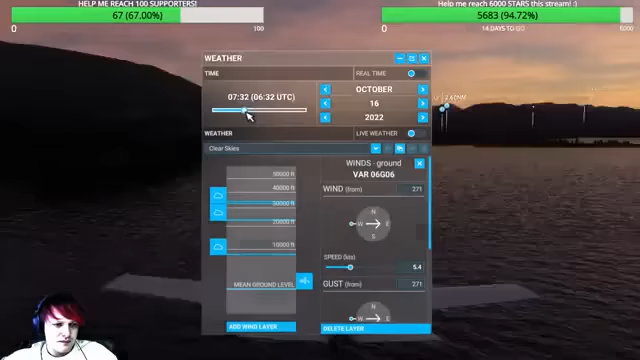 HELP ME REACH 100 SUPPORTERS!
67 (67.00%)
0
100
Help me reach 6000 STARS this stream! :)
5683 (94.72%)
0
14 DAYS TO GO
6000
WEATHER
TIME
REAL TIME
07:32 (06:32 UTC)
OCTOBER
16
2022
WEATHER
LIVE WEATHER
Clear Skies
50000 ft
40000 ft
30000 ft
20000 ft
10000 ft
MEAN GROUND LEVEL
ADD WIND LAYER
WINDS - ground
VAR 06G06
WIND (from)
271
N
W
E
S
SPEED (kts)
5.4
GUST (from)
271
N
W
E
DELETE LAYER